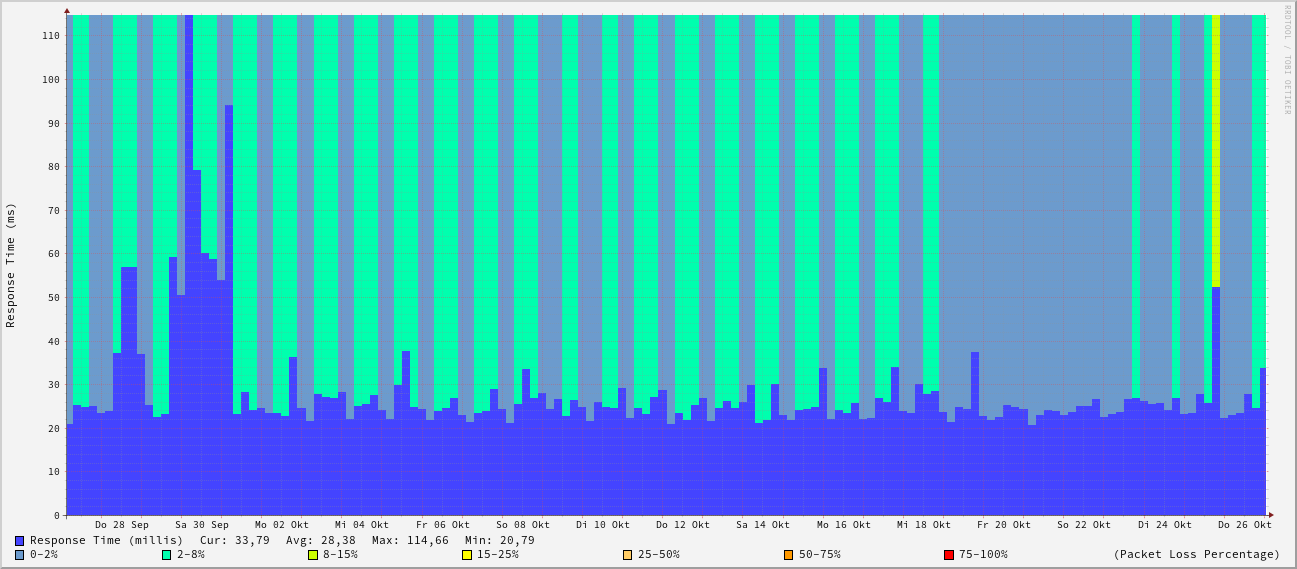 RRDTOOL / TOBI OETIKER
Response Time (ms)
110
100
90
80
70
60
50
40
30
20
10
0
Do 28 Sep Sa 30 Sep Mo 02 Okt Mi 04 Okt Fr 06 Okt So 08 Okt Di 10 Okt Do 12 Okt Sa 14 Okt Mo 16 Okt Mi 18 Okt Fr 20 Okt So 22 Okt Di 24 Okt Do 26 Okt
Response Time (millis) Cur: 33,79 Avg: 28,38 Max: 114,66 Min: 20,79
0-2% 2-8% 8-15% 15-25% 25-50% 50-75% 75-100% (Packet Loss Percentage)